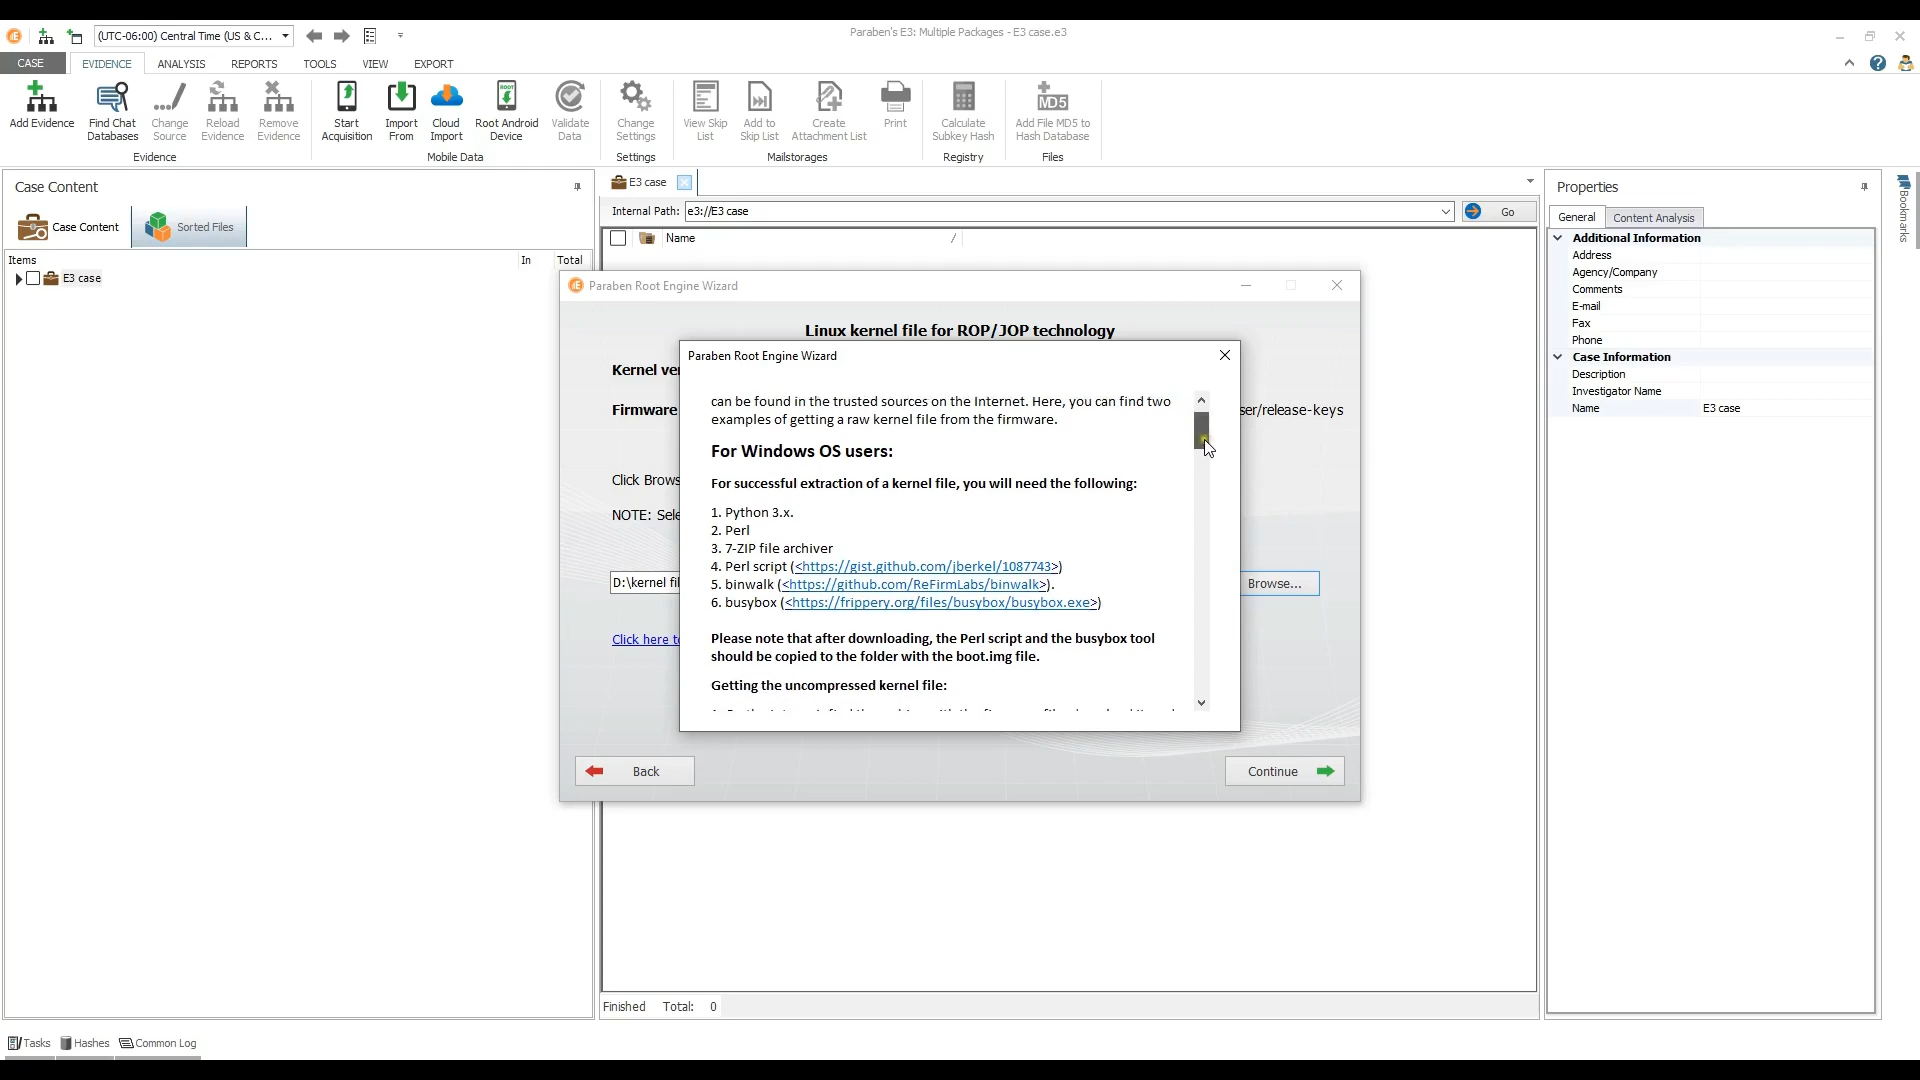 (UTC-06:00) Central Time (US & C...
Paraben's E3: Multiple Packages - E3 case.e3
CASE
EVIDENCE
ANALYSIS
REPORTS
TOOLS
VIEW
EXPORT
Add Evidence
Find Chat Databases
Change Source
Reload Evidence
Remove Evidence
Start Acquisition
Import From
Cloud Import
Root Android Device
Validate Data
Change Settings
View Skip List
Add to Skip List
Create Attachment List
Print
Calculate Subkey Hash
MD5
Add File MD5 to Hash Database
Evidence
Mobile Data
Settings
Mailstorages
Registry
Files
Case Content
Case Content
Sorted Files
Items
In
Total
E3 case
E3 case
Internal Path:
e3://E3 case
Go
Name
Paraben Root Engine Wizard
Linux kernel file for ROP/JOP technology
Kernel ve
Firmware
ser/release-keys
Click Brows
NOTE: Sele
D:\kernel fil
Browse...
Click here to
Back
Continue
Paraben Root Engine Wizard
can be found in the trusted sources on the Internet. Here, you can find two
examples of getting a raw kernel file from the firmware.
For Windows OS users:
For successful extraction of a kernel file, you will need the following:
1. Python 3.x.
2. Perl
3. 7-ZIP file archiver
4. Perl script (<https://gist.github.com/jberkel/1087743>)
5. binwalk (<https://github.com/ReFirmLabs/binwalk>).
6. busybox (<https://frippery.org/files/busybox/busybox.exe>)
Please note that after downloading, the Perl script and the busybox tool
should be copied to the folder with the boot.img file.
Getting the uncompressed kernel file:
Finished
Total:
0
Properties
General
Content Analysis
Additional Information
Address
Agency/Company
Comments
E-mail
Fax
Phone
Case Information
Description
Investigator Name
Name
E3 case
Bookmarks
Tasks
Hashes
Common Log